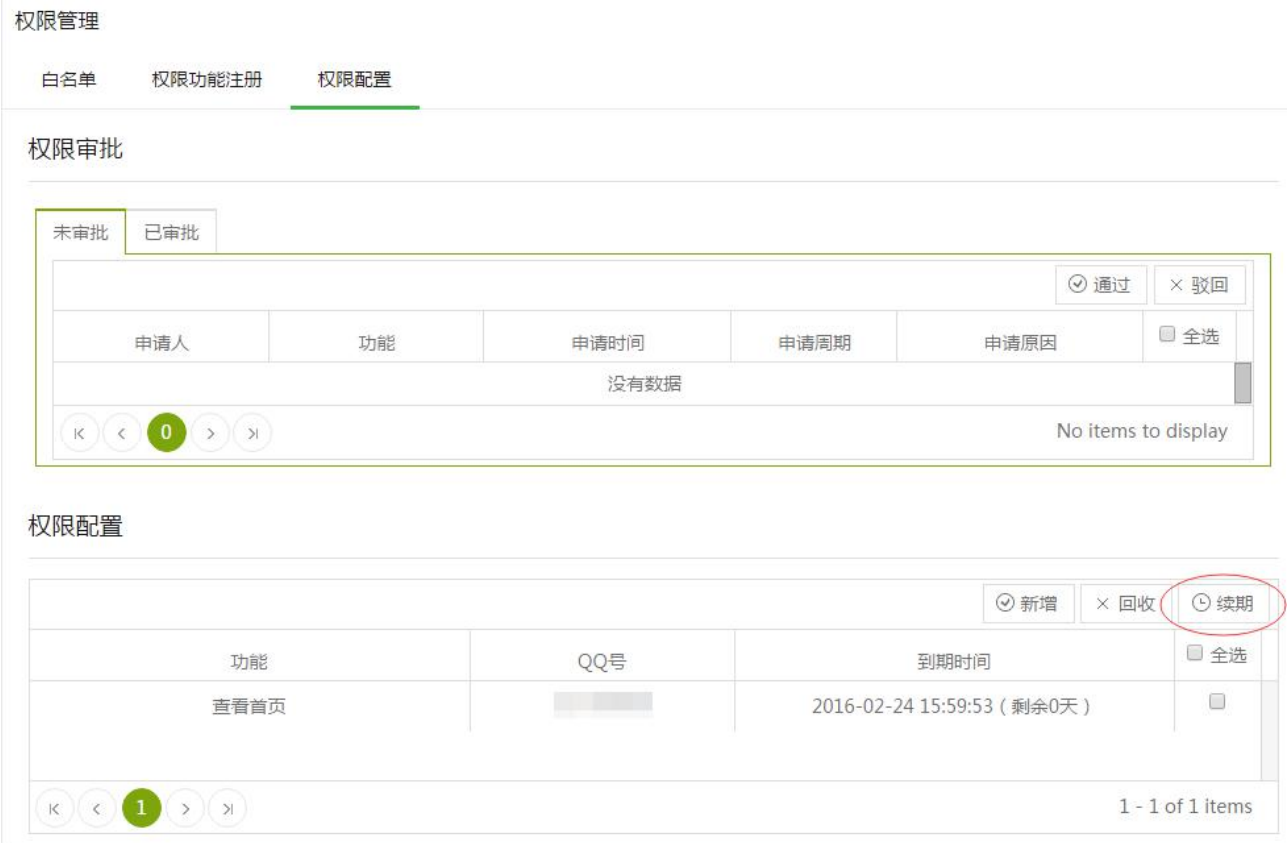 权限管理
白名单 权限功能注册 权限配置
权限审批
未审批 已审批
通过 驳回
申请人 功能 申请时间 申请周期 申请原因 全选
没有数据
0 No items to display
权限配置
新增 回收 续期
功能 QQ号 到期时间 全选
查看首页 2016-02-24 15:59:53（剩余0天）
1 1 - 1 of 1 items